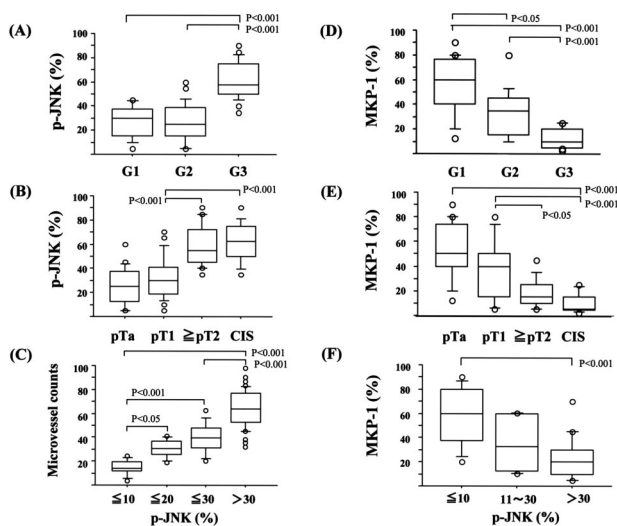 (A)
P<0.001
P<0.001
p-JNK (%)
100
80
60
40
20
G1 G2 G3
(B)
P<0.001
P<0.001
p-JNK (%)
100
80
60
40
20
pTa pT1 ≧pT2 CIS
(C)
P<0.001
P<0.001
P<0.001
P<0.05
Microvessel counts
100
80
60
40
20
≦10 ≦20 ≦30 >30
p-JNK (%)
(D)
P<0.05
P<0.001
P<0.001
MKP-1 (%)
100
80
60
40
20
G1 G2 G3
(E)
P<0.001
P<0.001
P<0.05
MKP-1 (%)
100
80
60
40
20
pTa pT1 ≧pT2 CIS
(F)
P<0.001
MKP-1 (%)
100
80
60
40
20
≦10 11~30 >30
p-JNK (%)